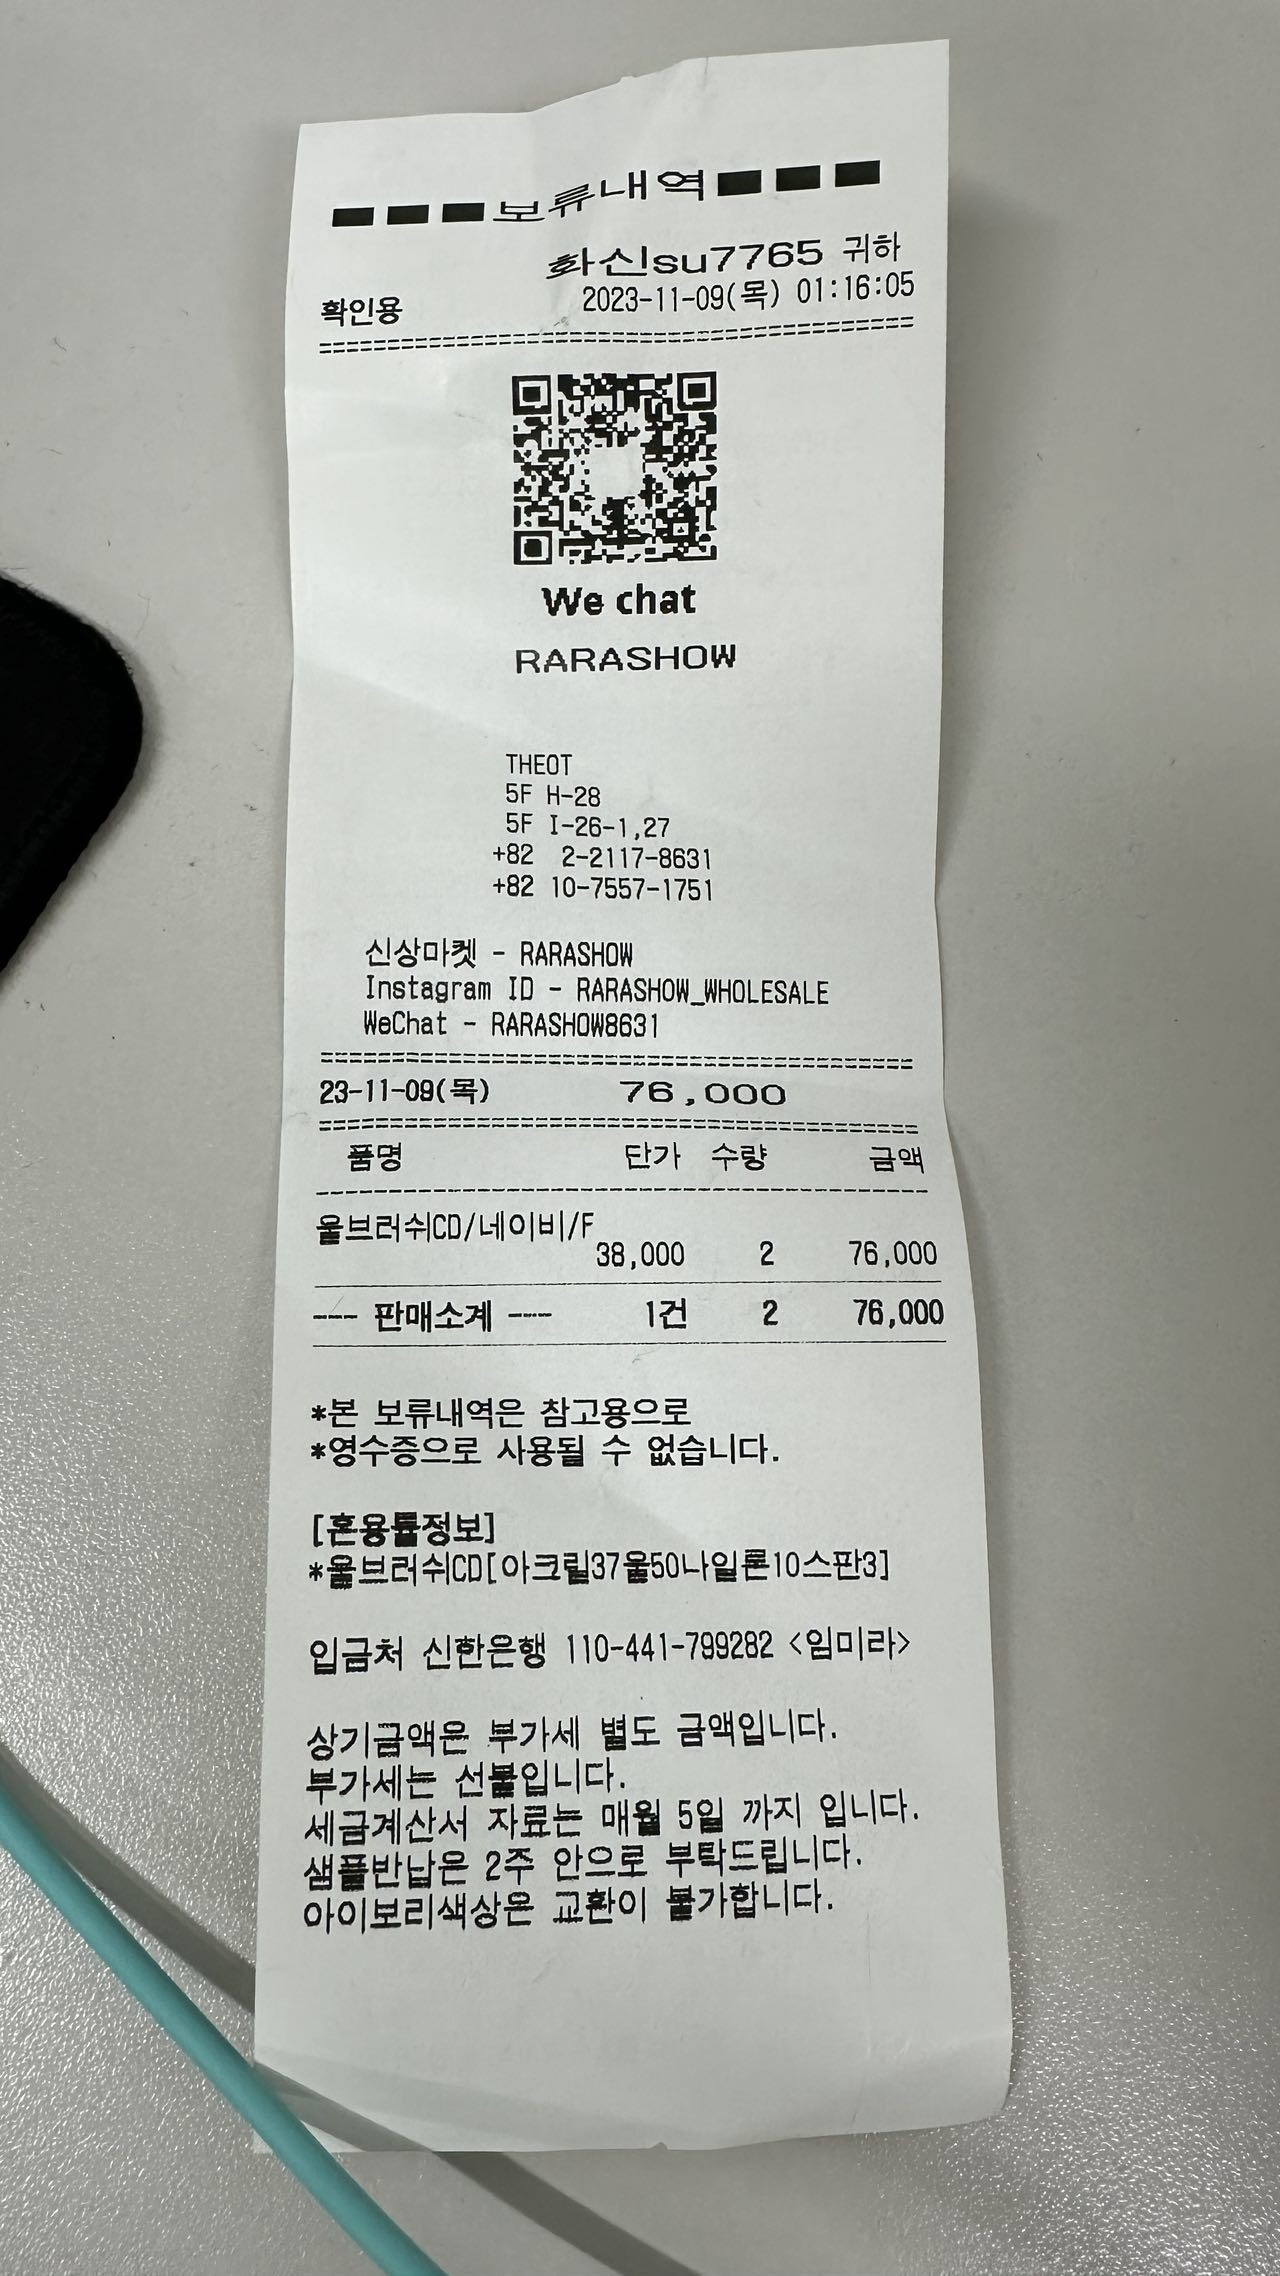 보류내역
화신su7765 귀하
확인용 2023-11-09(목) 01:16:05
==========================================
We chat
RARASHOW
THEOT
5F H-28
5F I-26-1,27
+82 2-2117-8631
+82 10-7557-1751
신상마켓 - RARASHOW
Instagram ID - RARASHOW_WHOLESALE
WeChat - RARASHOW8631
==========================================
23-11-09(목) 76,000
==========================================
품명 단가 수량 금액
------------------------------------------
울브러쉬CD/네이비/F
38,000 2 76,000
--- 판매소계 --- 1건 2 76,000
*본 보류내역은 참고용으로
*영수증으로 사용될 수 없습니다.
[혼용률정보]
*울브러쉬CD[아크릴37울50나일론10스판3]
입금처 신한은행 110-441-799282 <임미라>
상기금액은 부가세 별도 금액입니다.
부가세는 선불입니다.
세금계산서 자료는 매월 5일 까지 입니다.
샘플반납은 2주 안으로 부탁드립니다.
아이보리색상은 교환이 불가합니다.